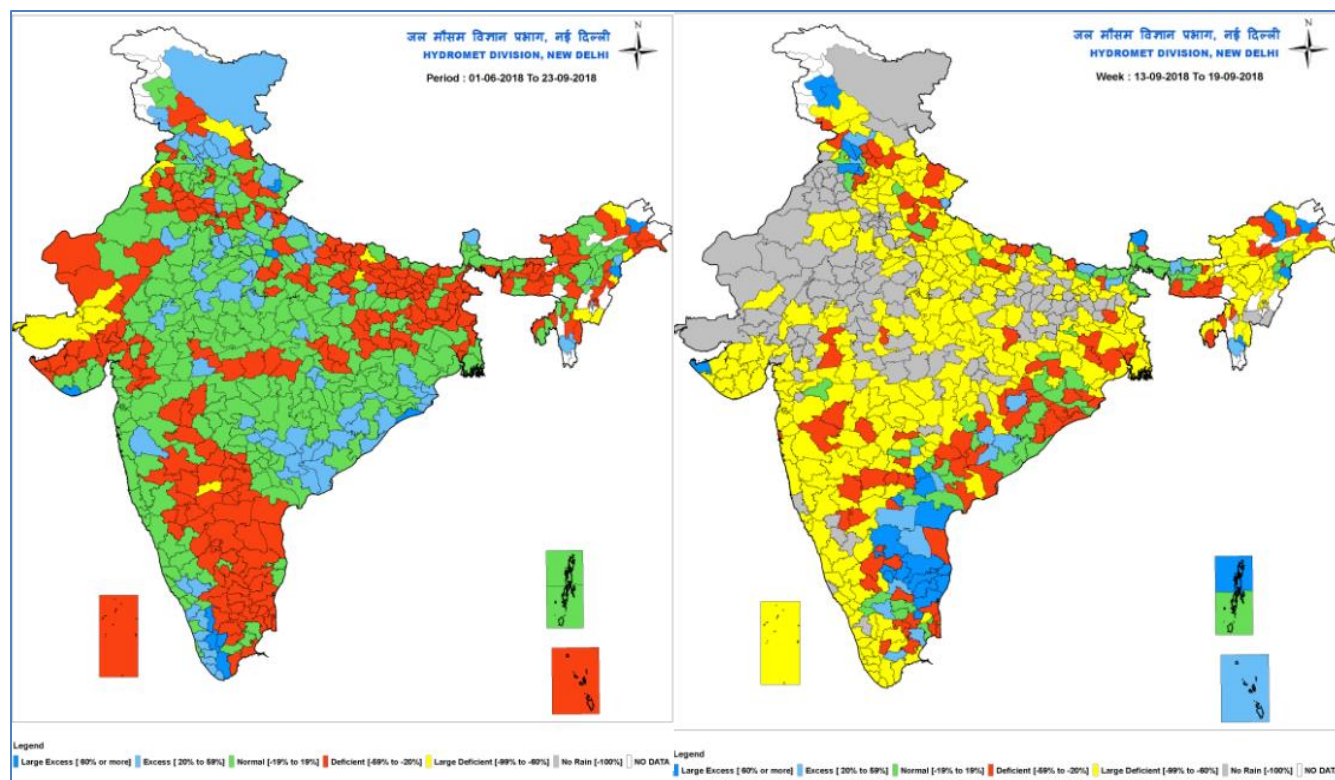 जल मौसम विज्ञान प्रभाग, नई दिल्ली
HYDROMET DIVISION, NEW DELHI
Period : 01-06-2018 To 23-09-2018
N
Legend
Large Excess [ 60% or more] Excess [ 20% to 59%] Normal [-19% to 19%] Deficient [-59% to -20%] Large Deficient [-99% to -60%] No Rain [-100%] NO DATA
जल मौसम विज्ञान प्रभाग, नई दिल्ली
HYDROMET DIVISION, NEW DELHI
Week : 13-09-2018 To 19-09-2018
N
Legend
Large Excess [ 60% or more] Excess [ 20% to 59%] Normal [-19% to 19%] Deficient [-59% to -20%] Large Deficient [-99% to -60%] No Rain [-100%] NO DATA